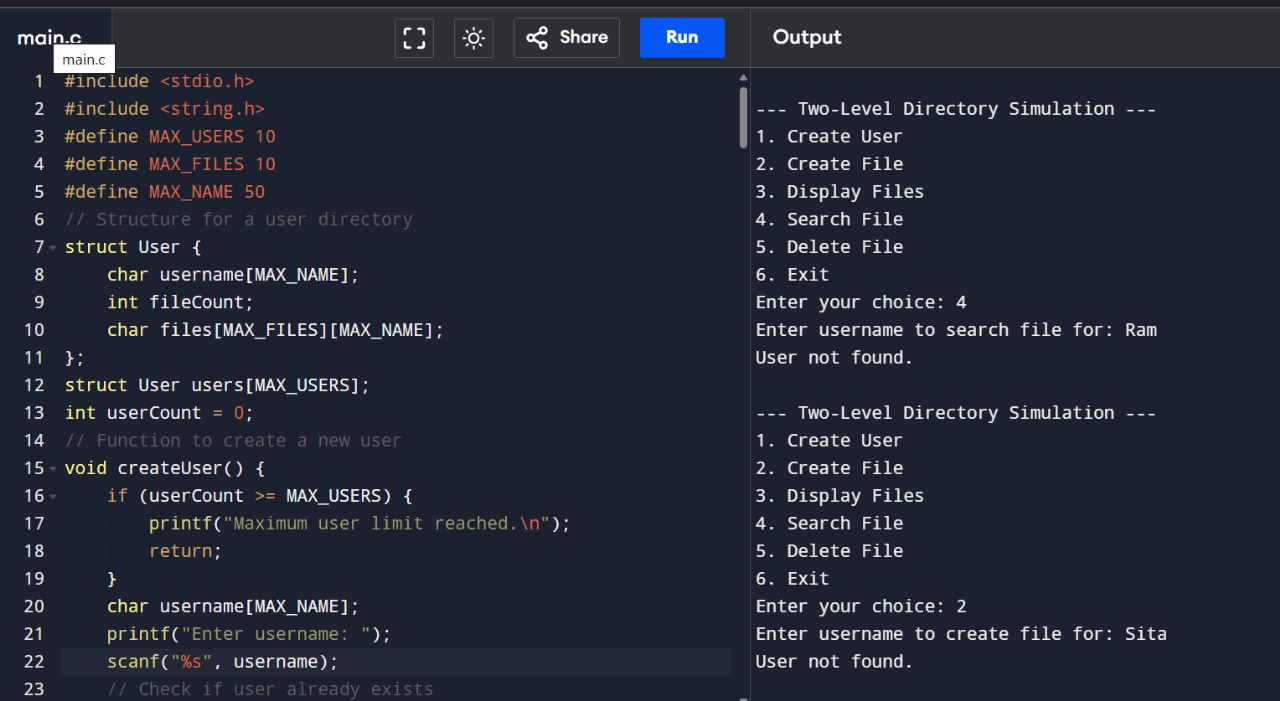 main.c
Share
Run
Output
main.c
1 #include <stdio.h>
2 #include <string.h>
3 #define MAX_USERS 10
4 #define MAX_FILES 10
5 #define MAX_NAME 50
6 // Structure for a user directory
7 struct User {
8     char username[MAX_NAME];
9     int fileCount;
10     char files[MAX_FILES][MAX_NAME];
11 };
12 struct User users[MAX_USERS];
13 int userCount = 0;
14 // Function to create a new user
15 void createUser() {
16     if (userCount >= MAX_USERS) {
17         printf("Maximum user limit reached.\n");
18         return;
19     }
20     char username[MAX_NAME];
21     printf("Enter username: ");
22     scanf("%s", username);
23     // Check if user already exists
--- Two-Level Directory Simulation ---
1. Create User
2. Create File
3. Display Files
4. Search File
5. Delete File
6. Exit
Enter your choice: 4
Enter username to search file for: Ram
User not found.
--- Two-Level Directory Simulation ---
1. Create User
2. Create File
3. Display Files
4. Search File
5. Delete File
6. Exit
Enter your choice: 2
Enter username to create file for: Sita
User not found.